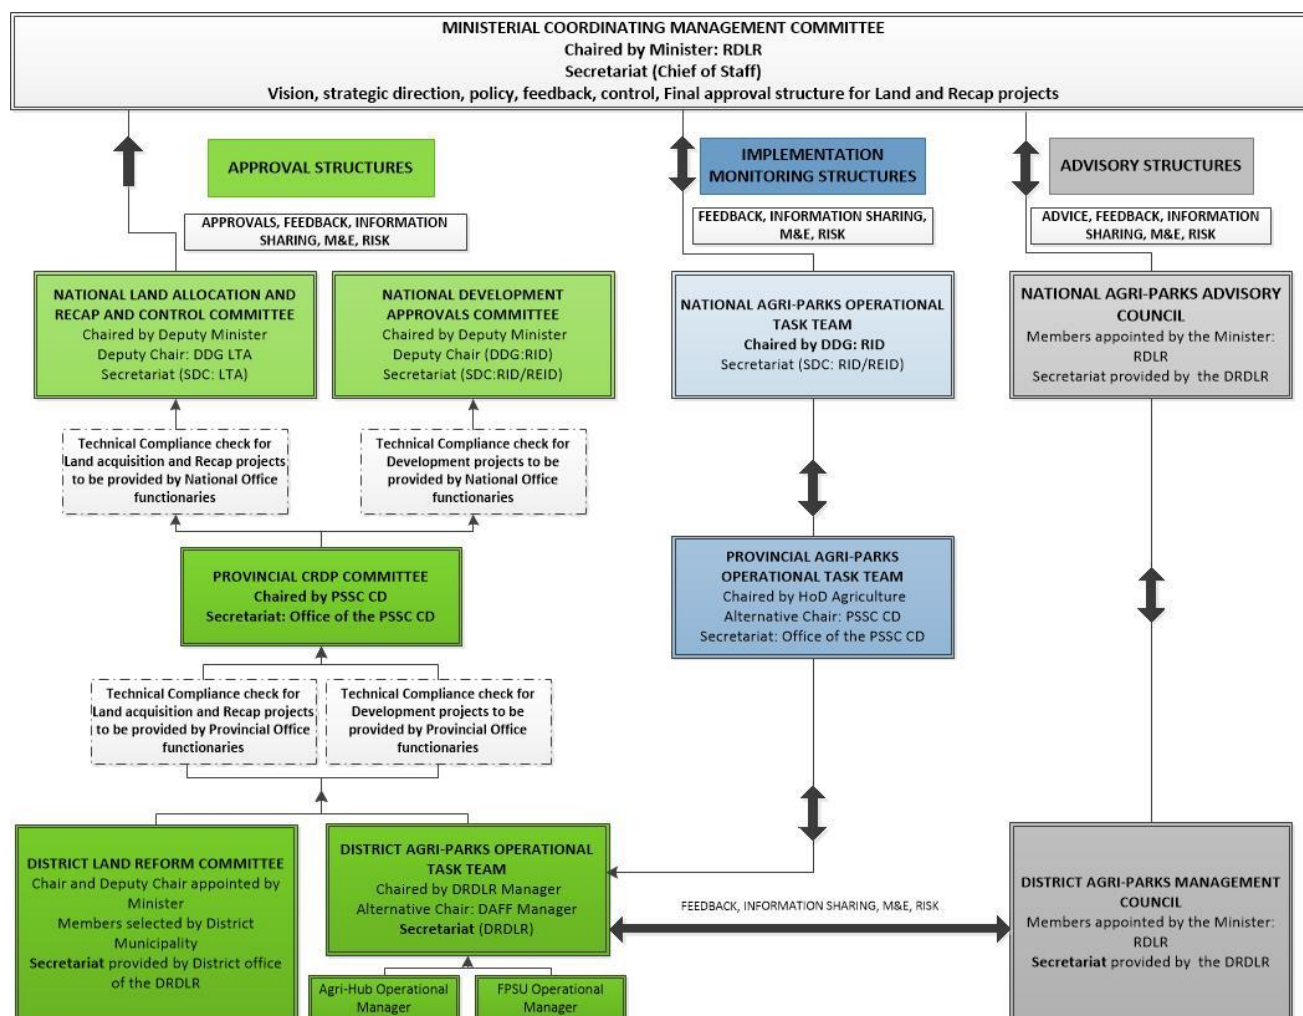 MINISTERIAL COORDINATING MANAGEMENT COMMITTEE
Chaired by Minister: RDLR
Secretariat (Chief of Staff)
Vision, strategic direction, policy, feedback, control, Final approval structure for Land and Recap projects
APPROVAL STRUCTURES
IMPLEMENTATION
MONITORING STRUCTURES
ADVISORY STRUCTURES
APPROVALS, FEEDBACK, INFORMATION
SHARING, M&E, RISK
FEEDBACK, INFORMATION SHARING,
M&E, RISK
ADVICE, FEEDBACK, INFORMATION
SHARING, M&E, RISK
NATIONAL LAND ALLOCATION AND
RECAP AND CONTROL COMMITTEE
Chaired by Deputy Minister
Deputy Chair: DDG LTA
Secretariat (SDC: LTA)
NATIONAL DEVELOPMENT
APPROVALS COMMITTEE
Chaired by Deputy Minister
Deputy Chair (DDG:RID)
Secretariat (SDC:RID/REID)
NATIONAL AGRI-PARKS OPERATIONAL
TASK TEAM
Chaired by DDG: RID
Secretariat (SDC: RID/REID)
NATIONAL AGRI-PARKS ADVISORY
COUNCIL
Members appointed by the Minister:
RDLR
Secretariat provided by the DRDLR
Technical Compliance check for
Land acquisition and Recap projects
to be provided by National Office
functionaries
Technical Compliance check for
Development projects to be
provided by National Office
functionaries
PROVINCIAL CRDP COMMITTEE
Chaired by PSSC CD
Secretariat: Office of the PSSC CD
PROVINCIAL AGRI-PARKS
OPERATIONAL TASK TEAM
Chaired by HoD Agriculture
Alternative Chair: PSSC CD
Secretariat: Office of the PSSC CD
Technical Compliance check for
Land acquisition and Recap projects
to be provided by Provincial Office
functionaries
Technical Compliance check for
Development projects to be
provided by Provincial Office
functionaries
DISTRICT LAND REFORM COMMITTEE
Chair and Deputy Chair appointed by
Minister
Members selected by District
Municipality
Secretariat provided by District office
of the DRDLR
DISTRICT AGRI-PARKS OPERATIONAL
TASK TEAM
Chaired by DRDLR Manager
Alternative Chair: DAFF Manager
Secretariat (DRDLR)
FEEDBACK, INFORMATION SHARING, M&E, RISK
DISTRICT AGRI-PARKS MANAGEMENT
COUNCIL
Members appointed by the Minister:
RDLR
Secretariat provided by the DRDLR
Agri-Hub Operational
Manager
FPSU Operational
Manager